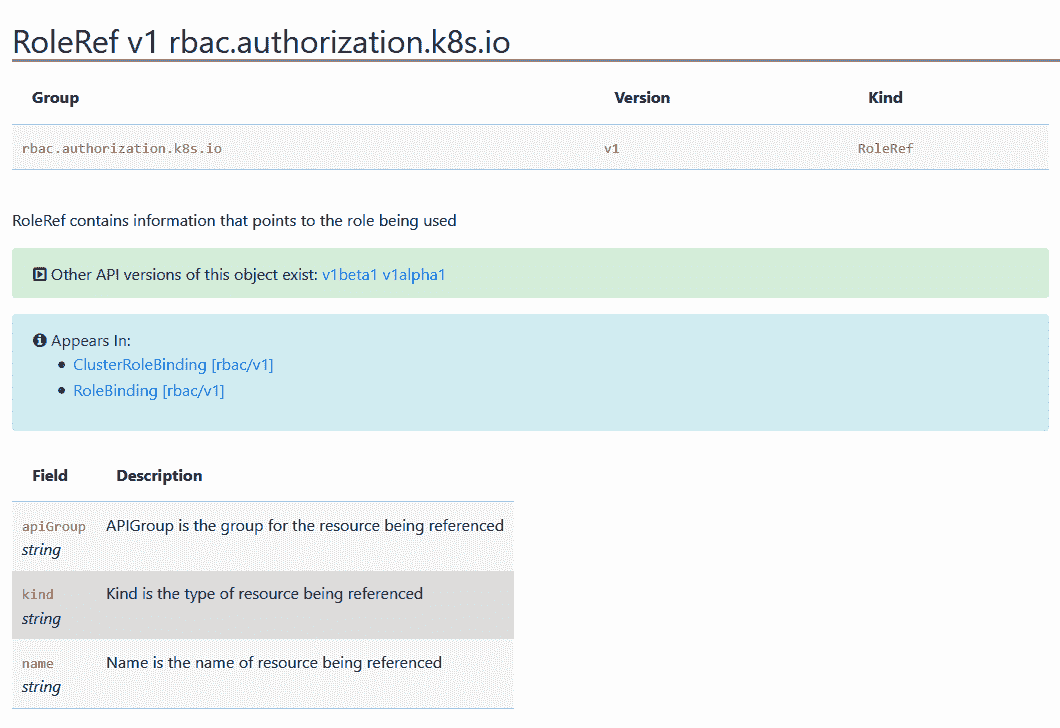 RoleRef v1 rbac.authorization.k8s.io
Group Version Kind
rbac.authorization.k8s.io v1 RoleRef
RoleRef contains information that points to the role being used
Other API versions of this object exist: v1beta1 v1alpha1
Appears In:
ClusterRoleBinding [rbac/v1]
RoleBinding [rbac/v1]
Field Description
apiGroup APIGroup is the group for the resource being referenced
string
kind Kind is the type of resource being referenced
string
name Name is the name of resource being referenced
string